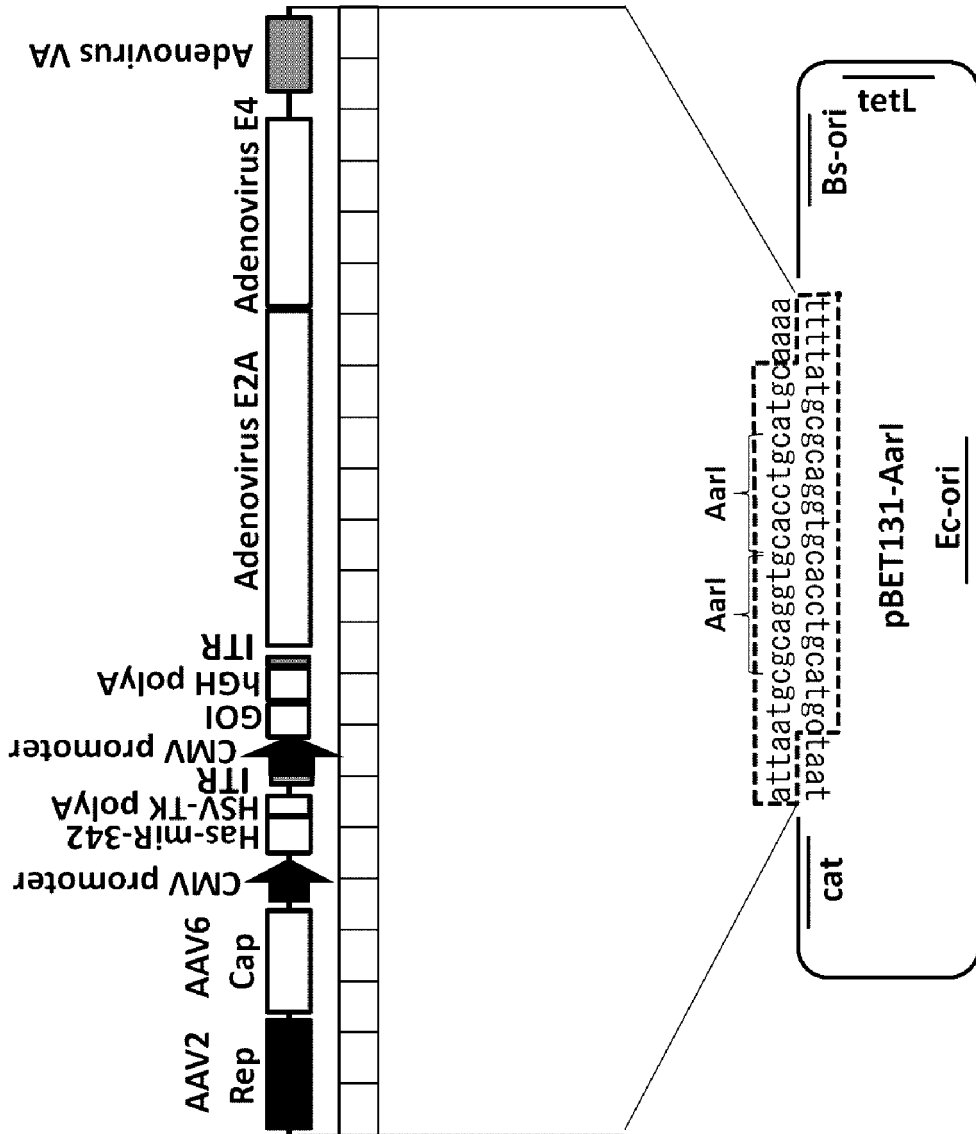 AAV2
Rep
AAV6
Cap
CMV promoter
Has-miR-342
HSV-TK polyA
ITR
CMV promoter
GOI
hGH polyA
ITR
Adenovirus E2A
Adenovirus E4
Adenovirus VA
AarI
AarI
attaatgcgcaggtgcacctgcatgcaaaa
ttttatgcgcaggtgcacctgcatgotaat
cat
pBET131-AarI
Ec-ori
Bs-ori
tetL